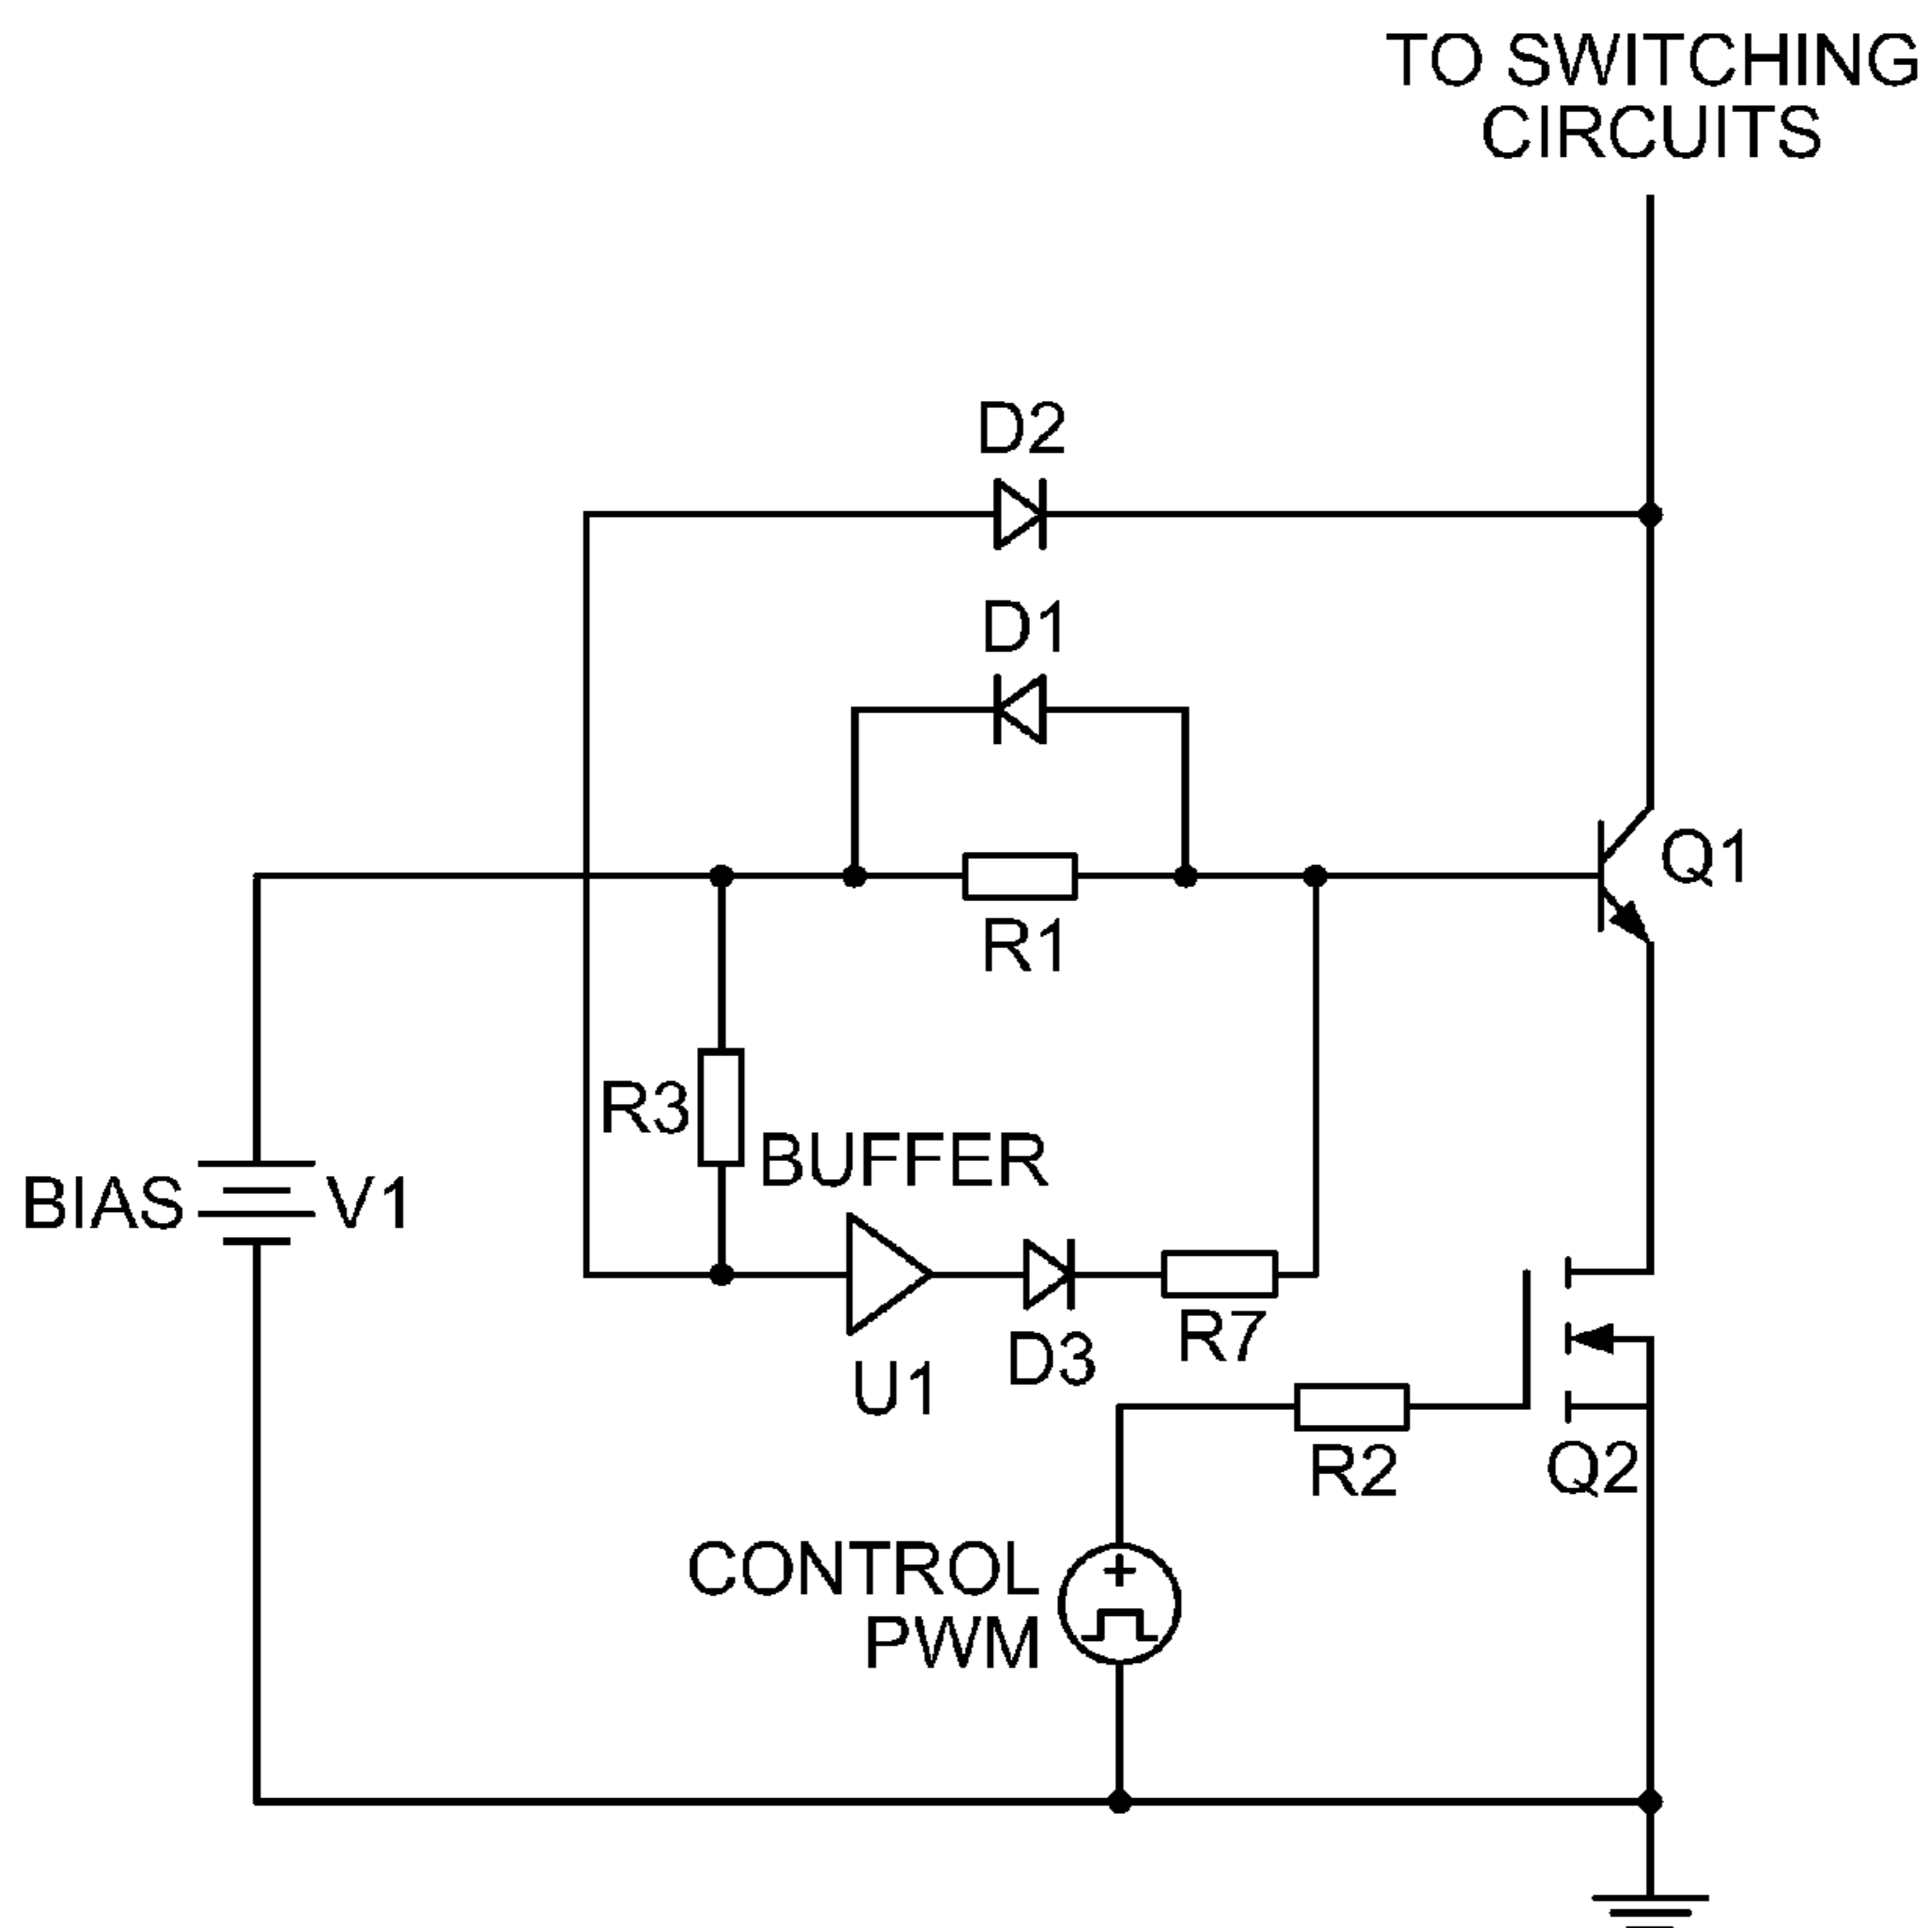 TO SWITCHING
CIRCUITS
D2
D1
Q1
R1
R3
BUFFER
BIAS
V1
R7
D3
U1
R2
Q2
CONTROL
PWM
+